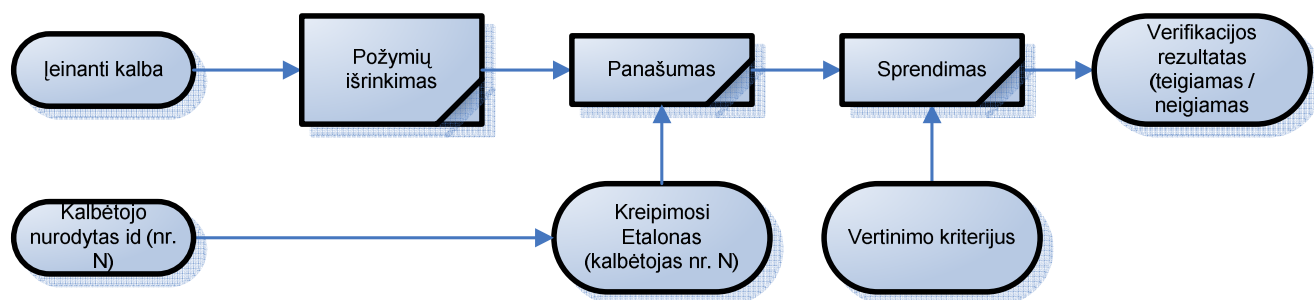 Įeinanti kalba
Požymių
išrinkimas
Panašumas
Sprendimas
Verifikacijos
rezultatas
(teigiamas /
neigiamas
Kalbėtojo
nurodytas id (nr.
N)
Kreipimosi
Etalonas
(kalbėtojas nr. N)
Vertinimo kriterijus